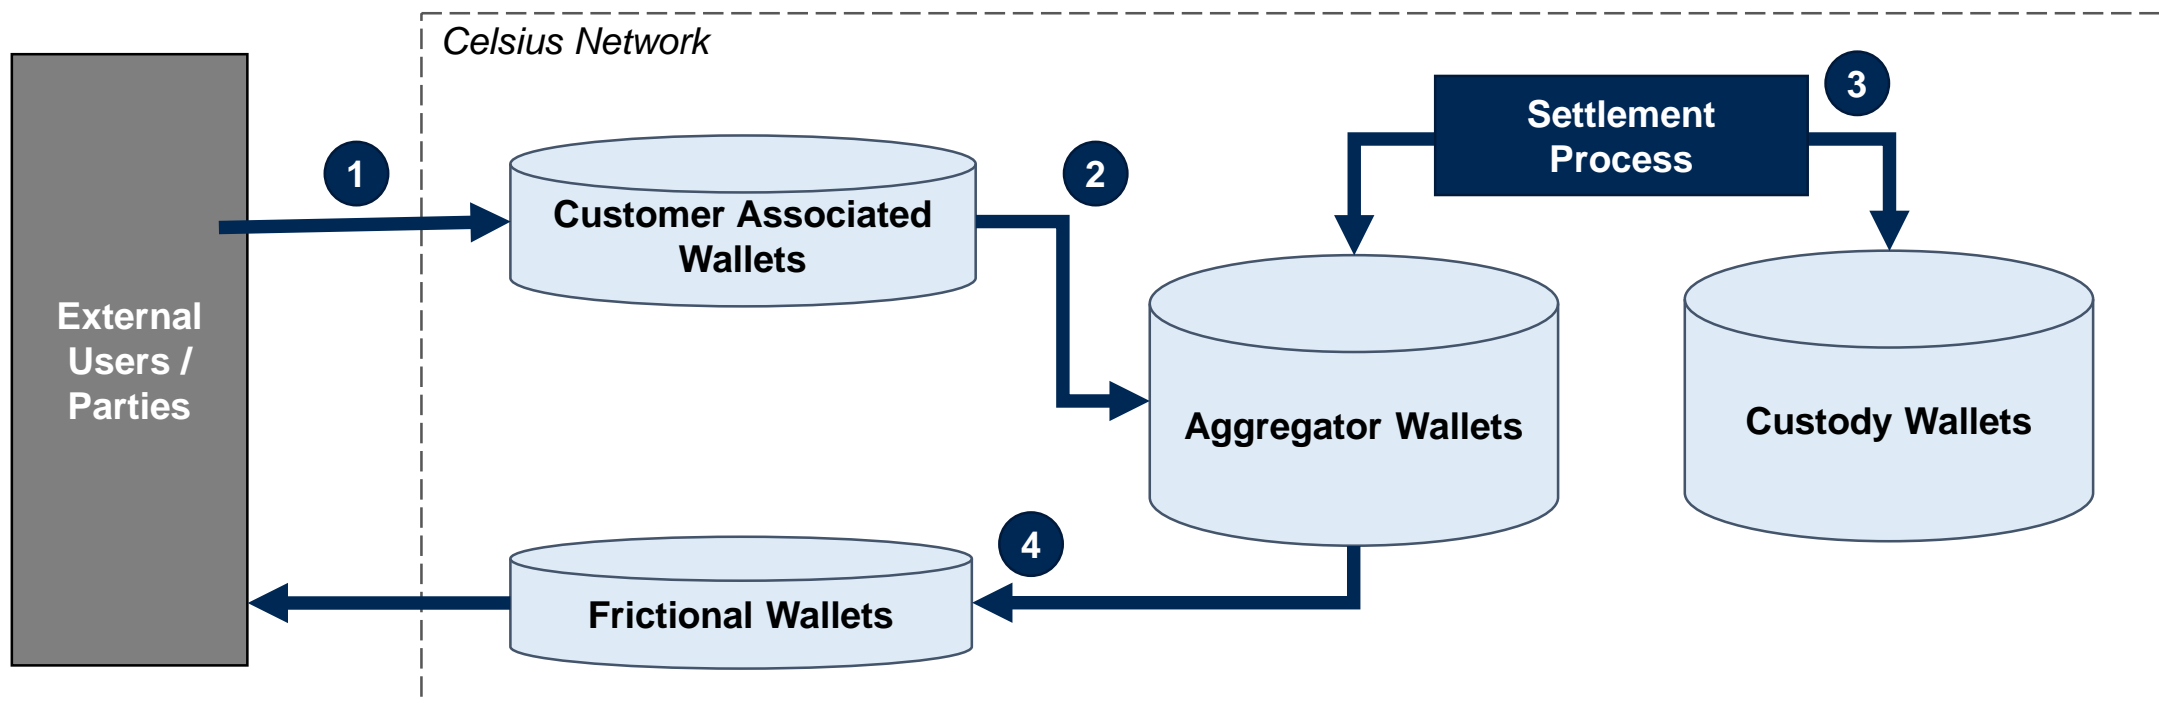 Celsius Network
3
Settlement
Process
1
2
Customer Associated
Wallets
External
Users /
Parties
Aggregator Wallets
Custody Wallets
4
Frictional Wallets